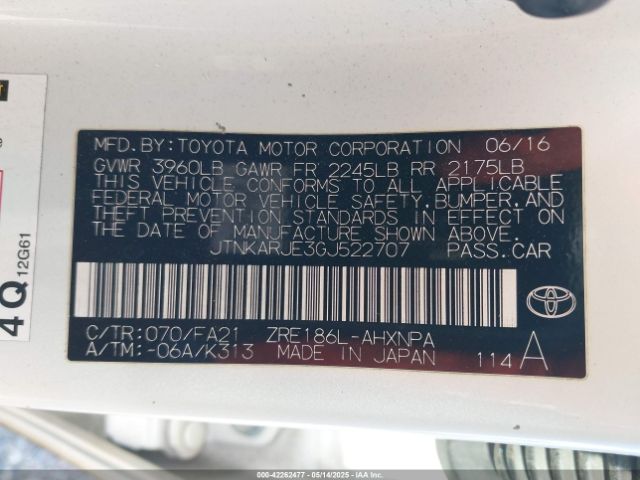 MFD.BY:TOYOTA MOTOR CORPORATION 06/16
GVWR 3960LB GAWR FR 2245LB RR 2175LB
THIS VEHICLE CONFORMS TO ALL APPLICABLE
FEDERAL MOTOR VEHICLE SAFETY,BUMPER,AND
THEFT PREVENTION STANDARDS IN EFFECT ON
THE DATE OF MANUFACTURE SHOWN ABOVE.
JTNKARJE3GJ522707 PASS.CAR
C/TR:070/FA21 ZRE186L-AHXNPA
A/TM:-06A/K313 MADE IN JAPAN 114A
TOYOTA
4Q 12G61
00-42262477 - 05/14/2025 - IAA Inc.